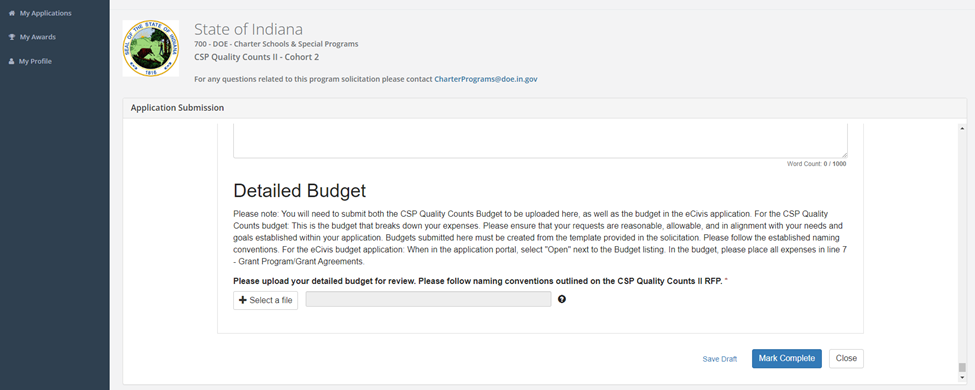 My Applications
My Awards
My Profile
SEAL OF THE STATE OF INDIANA
1816
State of Indiana
700 - DOE - Charter Schools & Special Programs
CSP Quality Counts II - Cohort 2
For any questions related to this program solicitation please contact CharterPrograms@doe.in.gov
Application Submission
Word Count: 0 / 1000
Detailed Budget
Please note: You will need to submit both the CSP Quality Counts Budget to be uploaded here, as well as the budget in the eCivis application. For the CSP Quality
Counts budget: This is the budget that breaks down your expenses. Please ensure that your requests are reasonable, allowable, and in alignment with your needs and
goals established within your application. Budgets submitted here must be created from the template provided in the solicitation. Please follow the established naming
conventions. For the eCivis budget application: When in the application portal, select "Open" next to the Budget listing. In the budget, please place all expenses in line 7
- Grant Program/Grant Agreements.
Please upload your detailed budget for review. Please follow naming conventions outlined on the CSP Quality Counts II RFP. *
+ Select a file
?
Save Draft
Mark Complete
Close